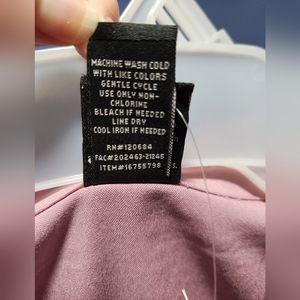 MACHINE WASH COLD
WITH LIKE COLORS
GENTLE CYCLE
USE ONLY NON-
CHLORINE
BLEACH IF NEEDED
LINE DRY
COOL IRON IF NEEDED
RN#120684
FAC#202463-21245
ITEM#16755798